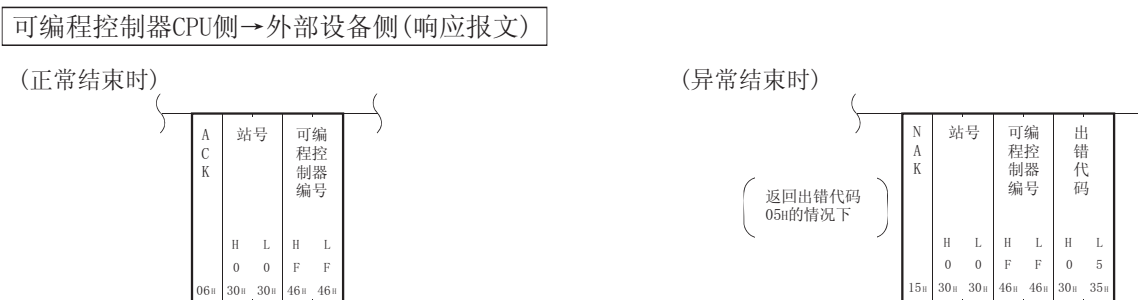 可编程控制器CPU侧→外部设备侧(响应报文)
(正常结束时)
A
C
K
站号
可编
程控
制器
编号
H L H L
0 0 F F
06H 30H 30H 46H 46H
(异常结束时)
返回出错代码
05H的情况下
N
A
K
站号
可编
程控
制器
编号
出
错
代
码
H L H L H L
0 0 F F 0 5
15H 30H 30H 46H 46H 30H 35H